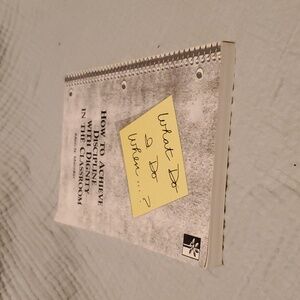 HOW TO ACHIEVE
DISCIPLINE
WITH DIGNITY
IN THE CLASSROOM
What Do
I Do
When...?